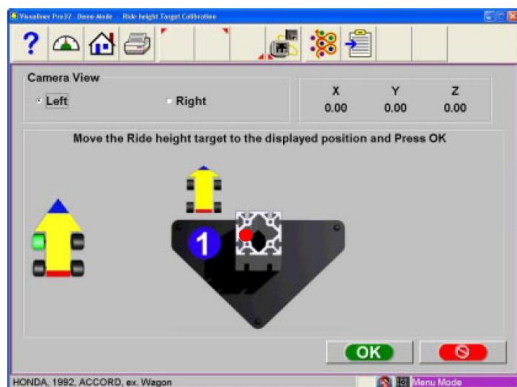 Visualiner Pro32 - Demo Mode - Ride height Target Calibration
?
Camera View
Left
Right
X Y Z
0.00 0.00 0.00
Move the Ride height target to the displayed position and Press OK
1
OK
HONDA, 1992, ACCORD, ex. Wagon
Menu Mode